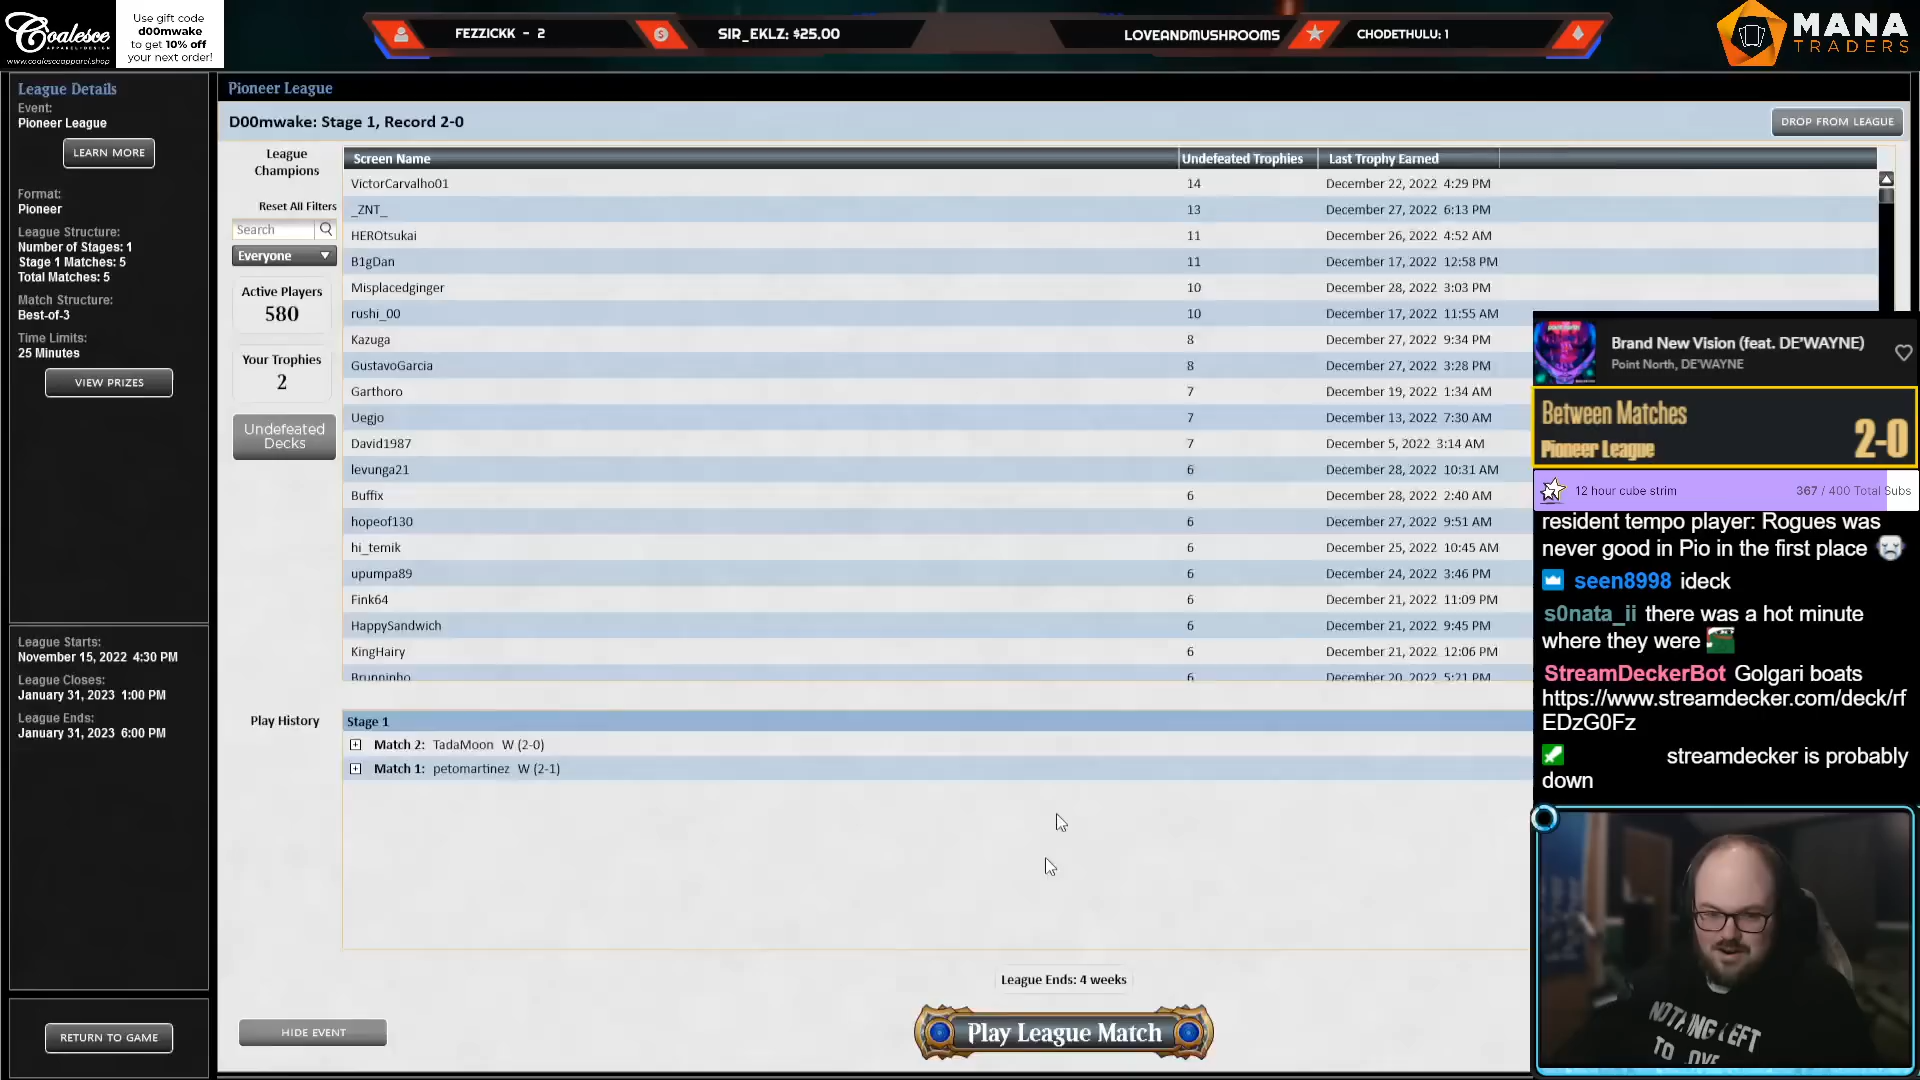 Coalesce
APPAREL+DESIGN
www.coalesceapparel.shop
Use gift code
d00mwake
to get 10% off
your next order!
FEZZICKK - 2
SIR_EKLZ: $25.00
LOVEANDMUSHROOMS
CHODETHULU: 1
MANA
TRADERS
League Details
Event:
Pioneer League
LEARN MORE
Format:
Pioneer
League Structure:
Number of Stages: 1
Stage 1 Matches: 5
Total Matches: 5
Match Structure:
Best-of-3
Time Limits:
25 Minutes
VIEW PRIZES
League Starts:
November 15, 2022 4:30 PM
League Closes:
January 31, 2023 1:00 PM
League Ends:
January 31, 2023 6:00 PM
RETURN TO GAME
Pioneer League
D00mwake: Stage 1, Record 2-0
DROP FROM LEAGUE
League
Champions
Reset All Filters
Search
Everyone
Active Players
580
Your Trophies
2
Undefeated
Decks
Screen Name Undefeated Trophies Last Trophy Earned
VictorCarvalho01 14 December 22, 2022 4:29 PM
_ZNT_ 13 December 27, 2022 6:13 PM
HEROtsukai 11 December 26, 2022 4:52 AM
B1gDan 11 December 17, 2022 12:58 PM
Misplacedginger 10 December 28, 2022 3:03 PM
rushi_00 10 December 17, 2022 11:55 AM
Kazuga 8 December 27, 2022 9:34 PM
GustavoGarcia 8 December 27, 2022 3:28 PM
Garthoro 7 December 19, 2022 1:34 AM
Uegjo 7 December 13, 2022 7:30 AM
David1987 7 December 5, 2022 3:14 AM
levunga21 6 December 28, 2022 10:31 AM
Buffix 6 December 28, 2022 2:40 AM
hopeof130 6 December 27, 2022 9:51 AM
hi_temik 6 December 25, 2022 10:45 AM
upumpa89 6 December 24, 2022 3:46 PM
Fink64 6 December 21, 2022 11:09 PM
HappySandwich 6 December 21, 2022 9:45 PM
KingHairy 6 December 21, 2022 12:06 PM
Brunninho 6 December 20, 2022 5:21 PM
Play History
Stage 1
Match 2: TadaMoon W (2-0)
Match 1: petomartinez W (2-1)
League Ends: 4 weeks
HIDE EVENT
Play League Match
Brand New Vision (feat. DE'WAYNE)
Point North, DE'WAYNE
Between Matches
Pioneer League
2-0
12 hour cube strim
367 / 400 Total Subs
resident tempo player: Rogues was
never good in Pio in the first place
seen8998 ideck
s0nata_ii there was a hot minute
where they were
StreamDeckerBot Golgari boats
https://www.streamdecker.com/deck/rf
EDzG0Fz
streamdecker is probably
down
NOTHING LEFT
TO LOVE